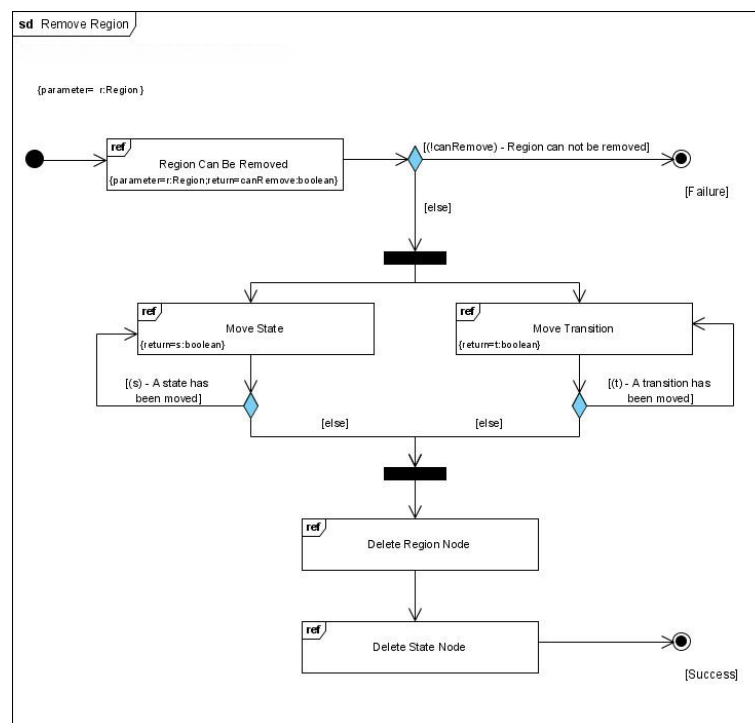 sd Remove Region
{parameter= r:Region }
ref
Region Can Be Removed
{parameter=r:Region;return=canRemove:boolean}
[(!canRemove) - Region can not be removed]
[Failure]
[else]
ref
Move State
{return=s:boolean}
ref
Move Transition
{return=t:boolean}
[(s) - A state has
been moved]
[(t) - A transition has
been moved]
[else]
[else]
ref
Delete Region Node
ref
Delete State Node
[Success]